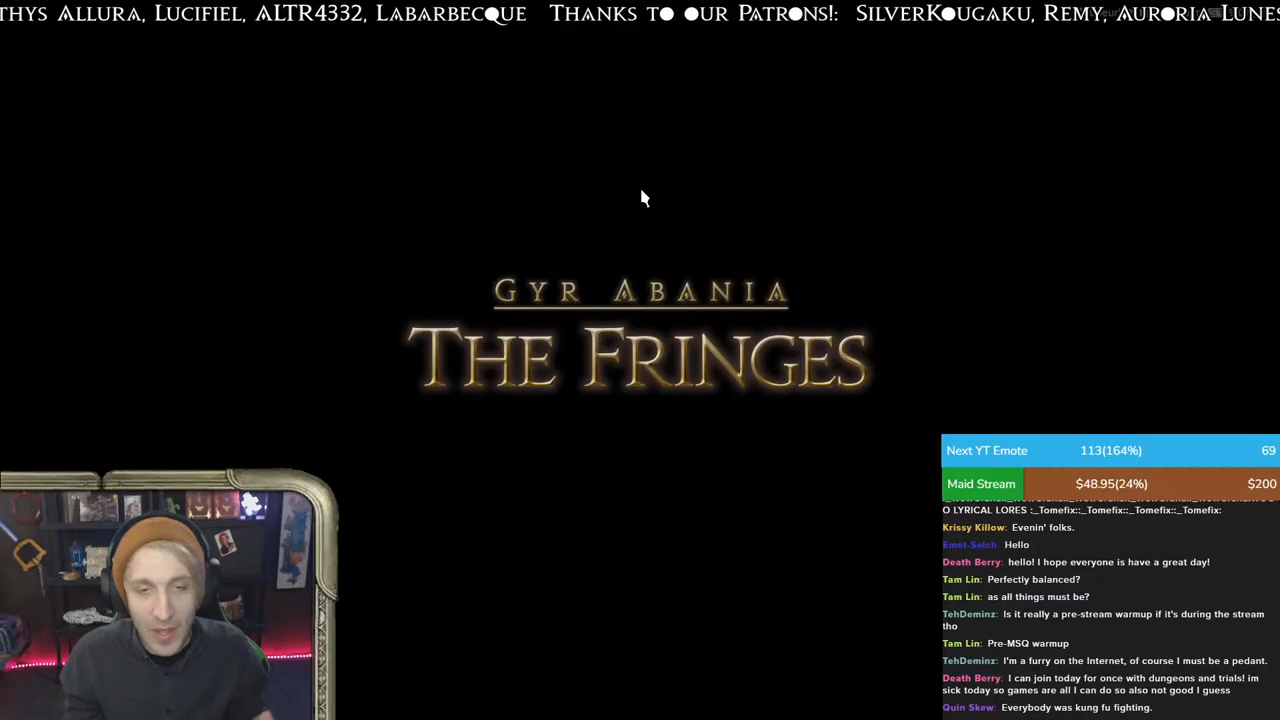 THYS ALLURA, LUCIFIEL, ALTR4332, LABARBECQUE THANKS TO OUR PATRONS!: SILVERKOUGAKU, REMY, AURORIA LUNES
GYR ABANIA
THE FRINGES
Next YT Emote 113(164%) 69
Maid Stream $48.95(24%) $200
O LYRICAL LORES :_Tomefix::_Tomefix::_Tomefix::_Tomefix:
Krissy Killow: Evenin' folks.
Emet-Selch: Hello
Death Berry: hello! I hope everyone is have a great day!
Tam Lin: Perfectly balanced?
Tam Lin: as all things must be?
TehDeminz: Is it really a pre-stream warmup if it's during the stream
tho
Tam Lin: Pre-MSQ warmup
TehDeminz: I'm a furry on the Internet, of course I must be a pedant.
Death Berry: I can join today for once with dungeons and trials! im
sick today so games are all I can do so also not good I guess
Quin Skew: Everybody was kung fu fighting.